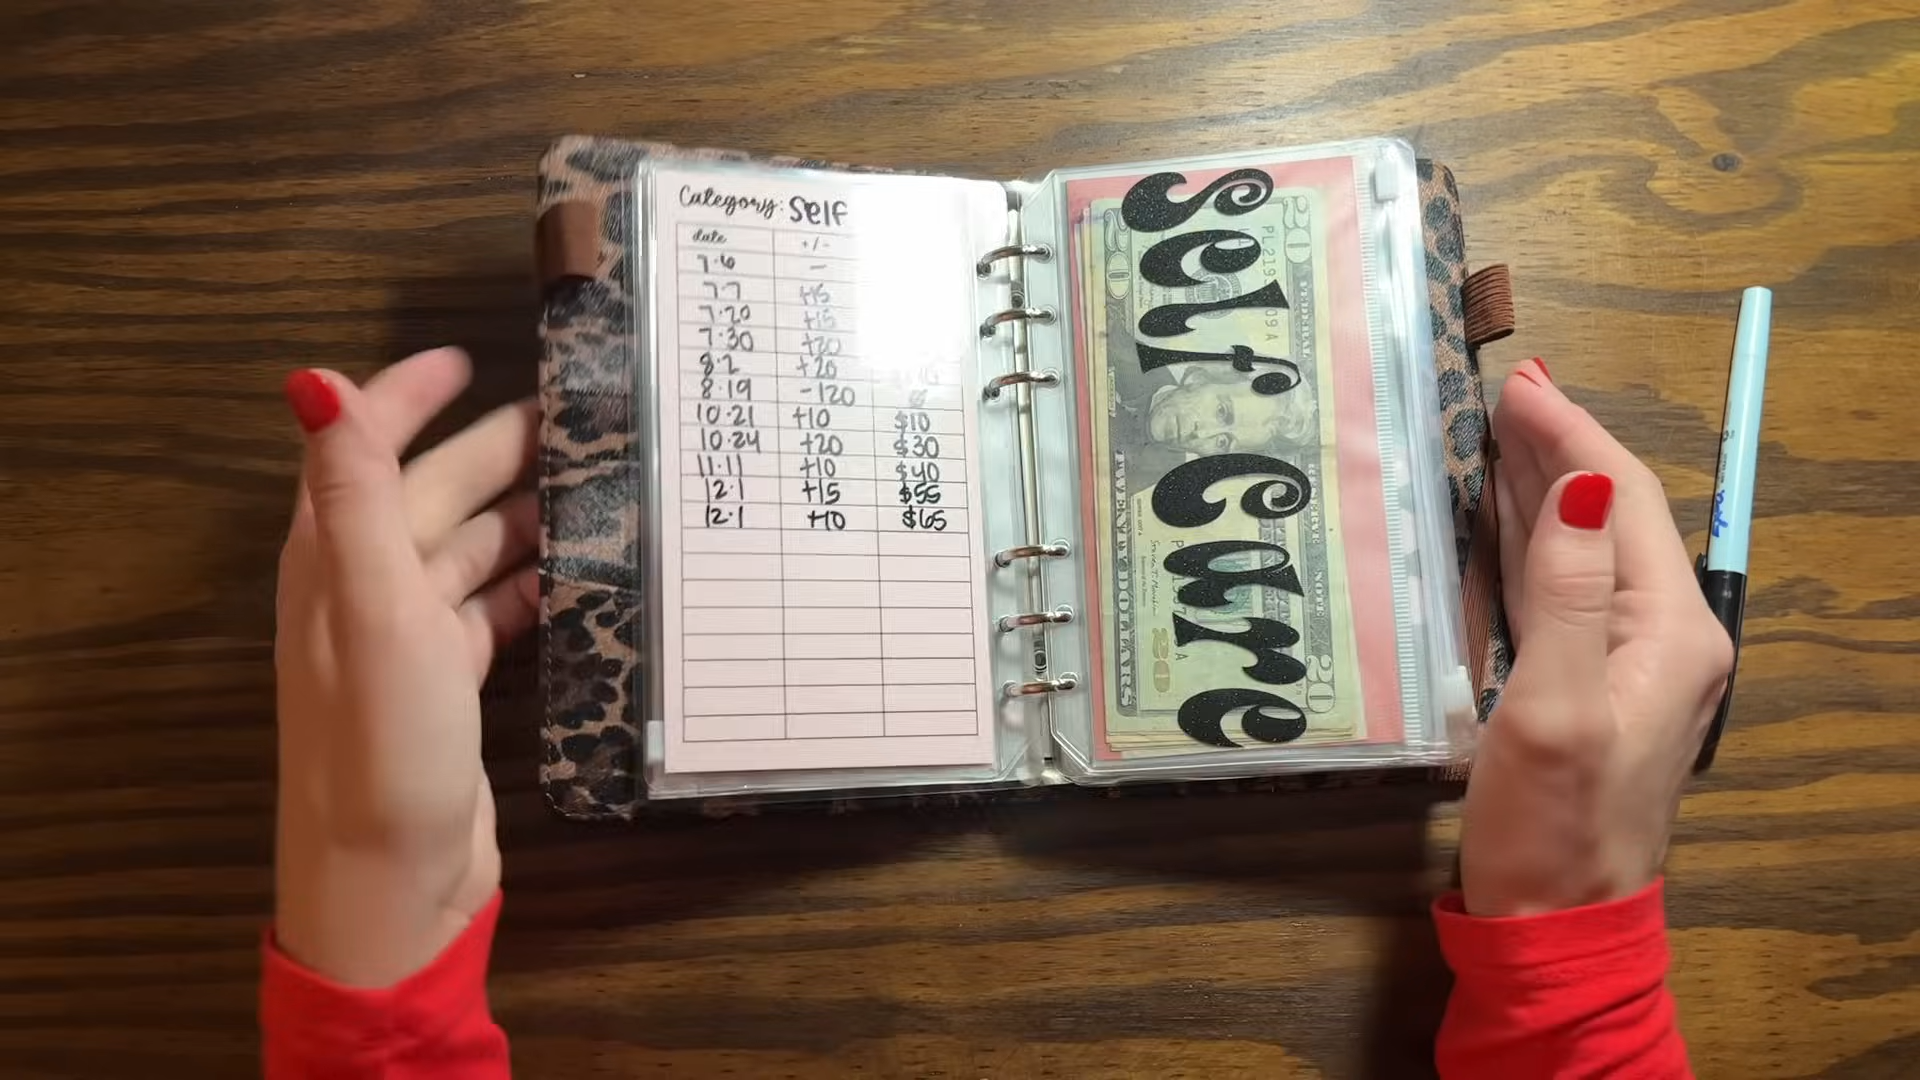 Category: Self
date +/-
7.6 —
7.7 +15
7.20 +15
7.30 +20
8.2 +20
8.19 -120
10.21 +10 $10
10.24 +20 $30
11.11 +10 $40
12.1 +15 $55
12.1 +10 $65
Self Care
20
20
20